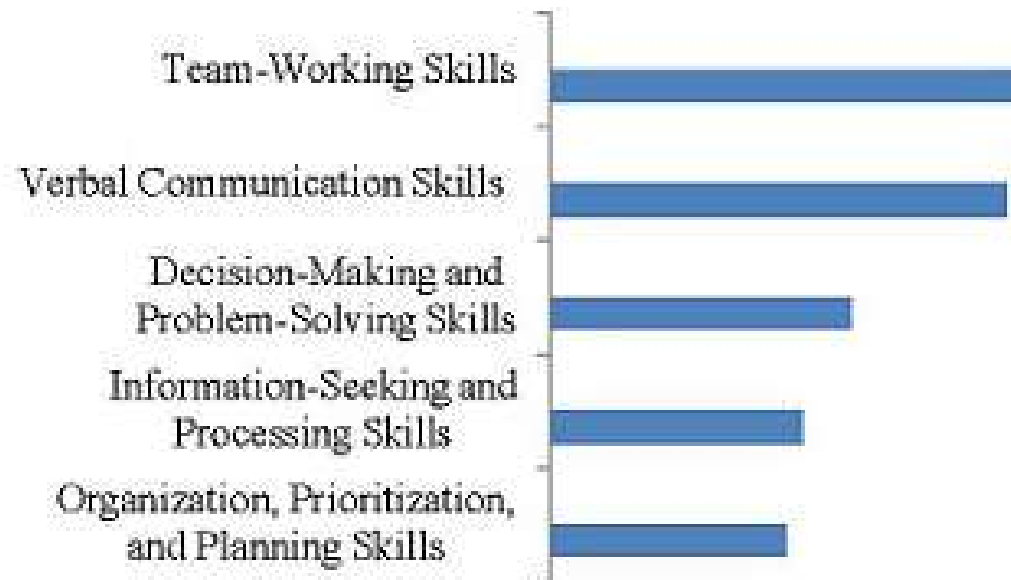 Team-Working Skills
Verbal Communication Skills
Decision-Making and
Problem-Solving Skills
Information-Seeking and
Processing Skills
Organization, Prioritization,
and Planning Skills